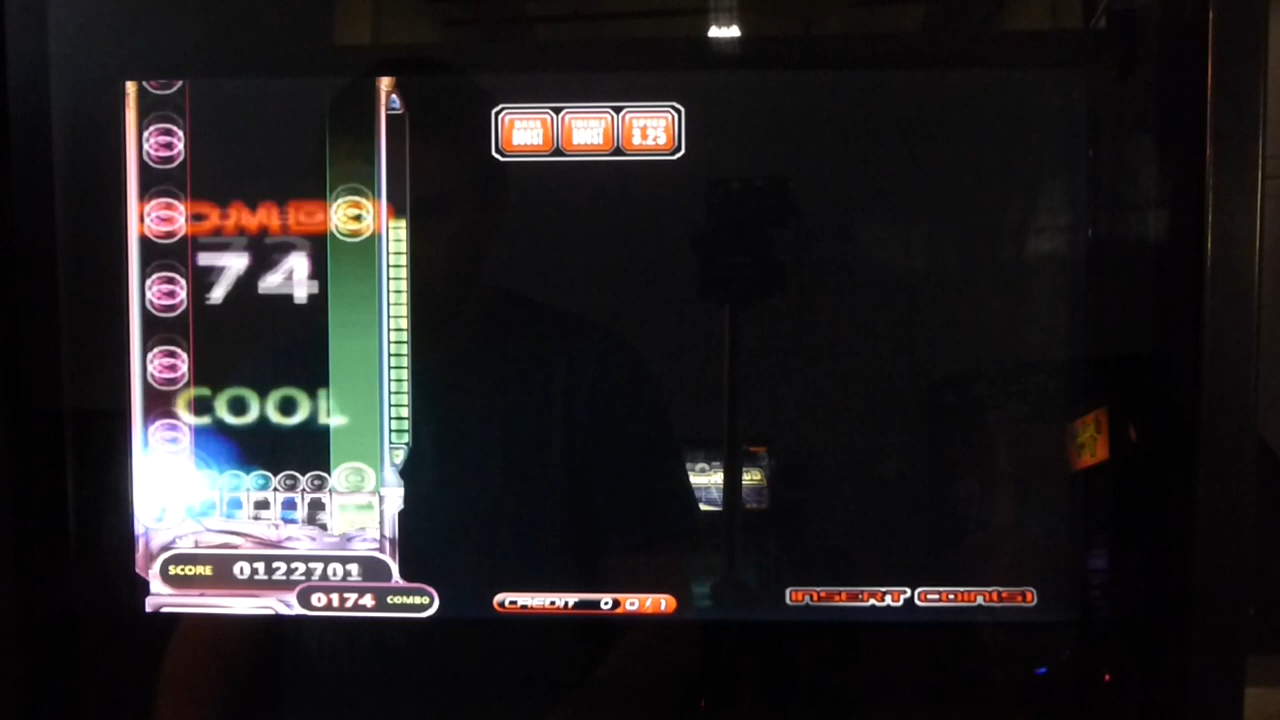 BASS BOOST TREBLE BOOST SPEED 3.25
COMBO
74
COOL
SCORE 0122701
0174 COMBO
CREDIT 0 0/1
INSERT COIN(S)